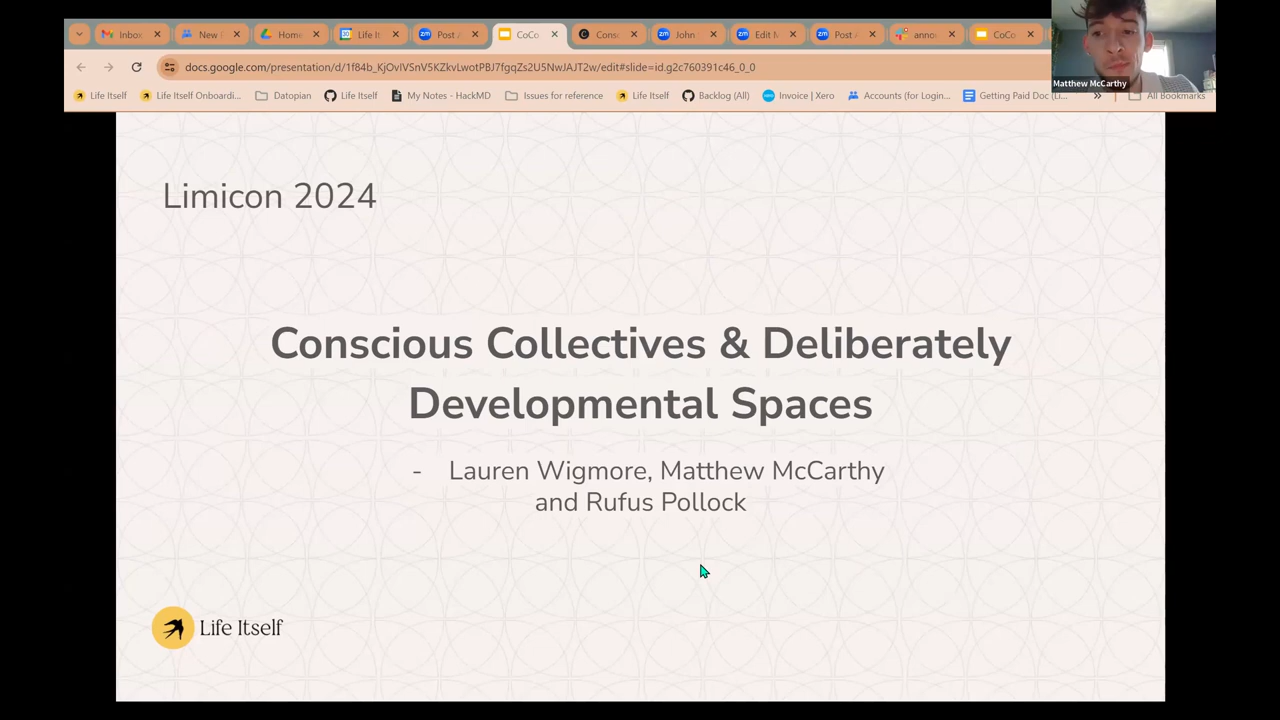 Inbox
New
Home
Life It
Post
CoCo
Consc
John
Edit M
Post
anno
CoCo
docs.google.com/presentation/d/1f84b_KjOvIVSnV5KZkvLwotPBJ7fgqZs2U5NwJAJT2w/edit#slide=id.g2c760391c46_0_0
Matthew McCarthy
Life Itself
Life Itself Onboardi...
Datopian
Life
My Notes - HackMD
Issues for reference
Life Itself
Backlog (All)
Invoice | Xero
Accounts (for Login...
Getting Paid Doc (Li...
All Bookmarks
Limicon 2024
Conscious Collectives & Deliberately
Developmental Spaces
- Lauren Wigmore, Matthew McCarthy
and Rufus Pollock
Life Itself